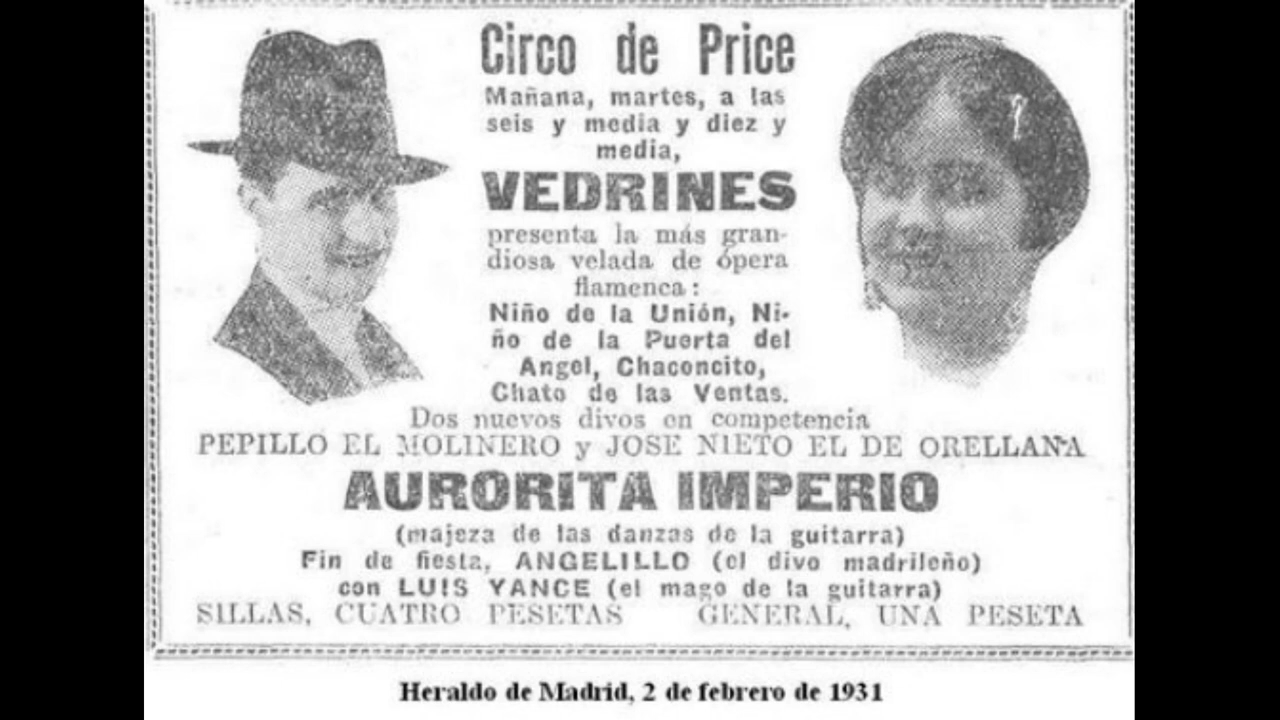 Circo de Price
Mañana, martes, a las
seis y media y diez y
media,
VEDRINES
presenta la más gran-
diosa velada de ópera
flamenca:
Niño de la Unión, Ni-
ño de la Puerta del
Angel, Chaconcito,
Chato de las Ventas.
Dos nuevos divos en competencia
PEPILLO EL MOLINERO y JOSE NIETO EL DE ORELLANA
AURORITA IMPERIO
(majeza de las danzas de la guitarra)
Fin de fiesta, ANGELILLO (el divo madrileño)
con LUIS YANCE (el mago de la guitarra)
SILLAS, CUATRO PESETAS GENERAL, UNA PESETA
Heraldo de Madrid, 2 de febrero de 1931